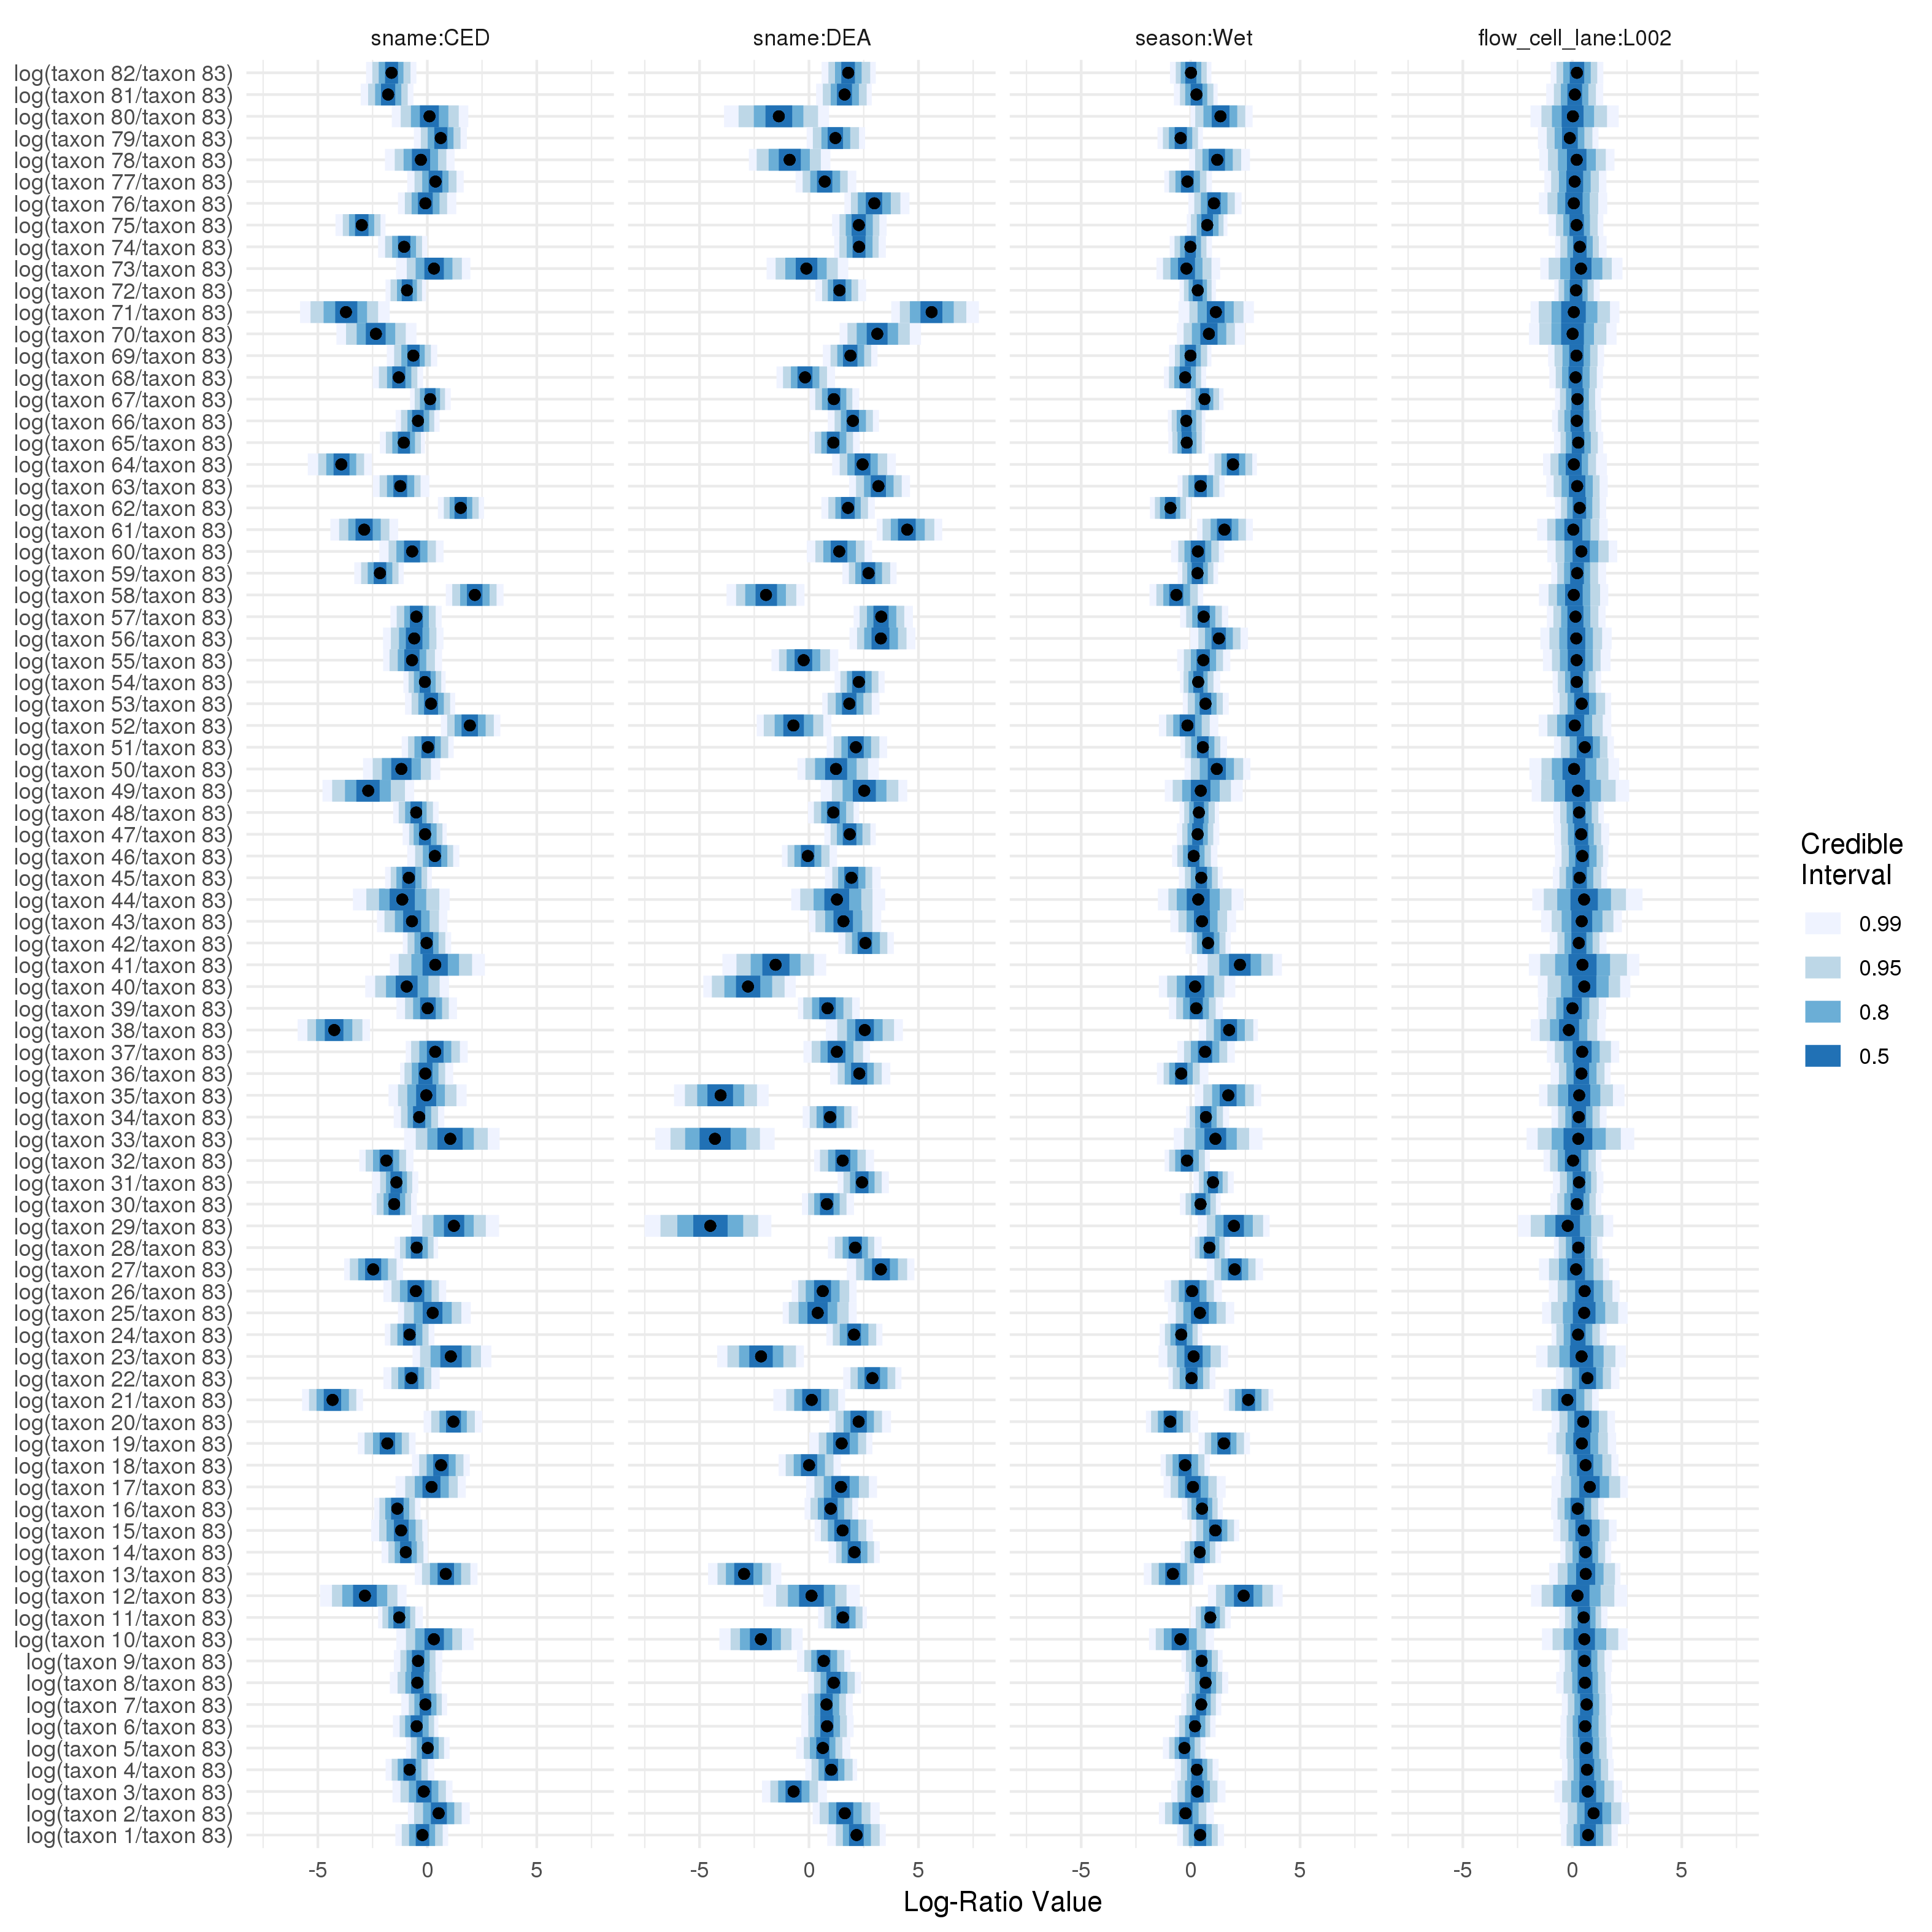 sname:CED sname:DEA season:Wet flow_cell_lane:L002
log(taxon 82/taxon 83)
log(taxon 81/taxon 83)
log(taxon 80/taxon 83)
log(taxon 79/taxon 83)
log(taxon 78/taxon 83)
log(taxon 77/taxon 83)
log(taxon 76/taxon 83)
log(taxon 75/taxon 83)
log(taxon 74/taxon 83)
log(taxon 73/taxon 83)
log(taxon 72/taxon 83)
log(taxon 71/taxon 83)
log(taxon 70/taxon 83)
log(taxon 69/taxon 83)
log(taxon 68/taxon 83)
log(taxon 67/taxon 83)
log(taxon 66/taxon 83)
log(taxon 65/taxon 83)
log(taxon 64/taxon 83)
log(taxon 63/taxon 83)
log(taxon 62/taxon 83)
log(taxon 61/taxon 83)
log(taxon 60/taxon 83)
log(taxon 59/taxon 83)
log(taxon 58/taxon 83)
log(taxon 57/taxon 83)
log(taxon 56/taxon 83)
log(taxon 55/taxon 83)
log(taxon 54/taxon 83)
log(taxon 53/taxon 83)
log(taxon 52/taxon 83)
log(taxon 51/taxon 83)
log(taxon 50/taxon 83)
log(taxon 49/taxon 83)
log(taxon 48/taxon 83)
log(taxon 47/taxon 83)
log(taxon 46/taxon 83)
log(taxon 45/taxon 83)
log(taxon 44/taxon 83)
log(taxon 43/taxon 83)
log(taxon 42/taxon 83)
log(taxon 41/taxon 83)
log(taxon 40/taxon 83)
log(taxon 39/taxon 83)
log(taxon 38/taxon 83)
log(taxon 37/taxon 83)
log(taxon 36/taxon 83)
log(taxon 35/taxon 83)
log(taxon 34/taxon 83)
log(taxon 33/taxon 83)
log(taxon 32/taxon 83)
log(taxon 31/taxon 83)
log(taxon 30/taxon 83)
log(taxon 29/taxon 83)
log(taxon 28/taxon 83)
log(taxon 27/taxon 83)
log(taxon 26/taxon 83)
log(taxon 25/taxon 83)
log(taxon 24/taxon 83)
log(taxon 23/taxon 83)
log(taxon 22/taxon 83)
log(taxon 21/taxon 83)
log(taxon 20/taxon 83)
log(taxon 19/taxon 83)
log(taxon 18/taxon 83)
log(taxon 17/taxon 83)
log(taxon 16/taxon 83)
log(taxon 15/taxon 83)
log(taxon 14/taxon 83)
log(taxon 13/taxon 83)
log(taxon 12/taxon 83)
log(taxon 11/taxon 83)
log(taxon 10/taxon 83)
log(taxon 9/taxon 83)
log(taxon 8/taxon 83)
log(taxon 7/taxon 83)
log(taxon 6/taxon 83)
log(taxon 5/taxon 83)
log(taxon 4/taxon 83)
log(taxon 3/taxon 83)
log(taxon 2/taxon 83)
log(taxon 1/taxon 83)
-5 0 5 -5 0 5 -5 0 5 -5 0 5
Log-Ratio Value
Credible
Interval
0.99
0.95
0.8
0.5